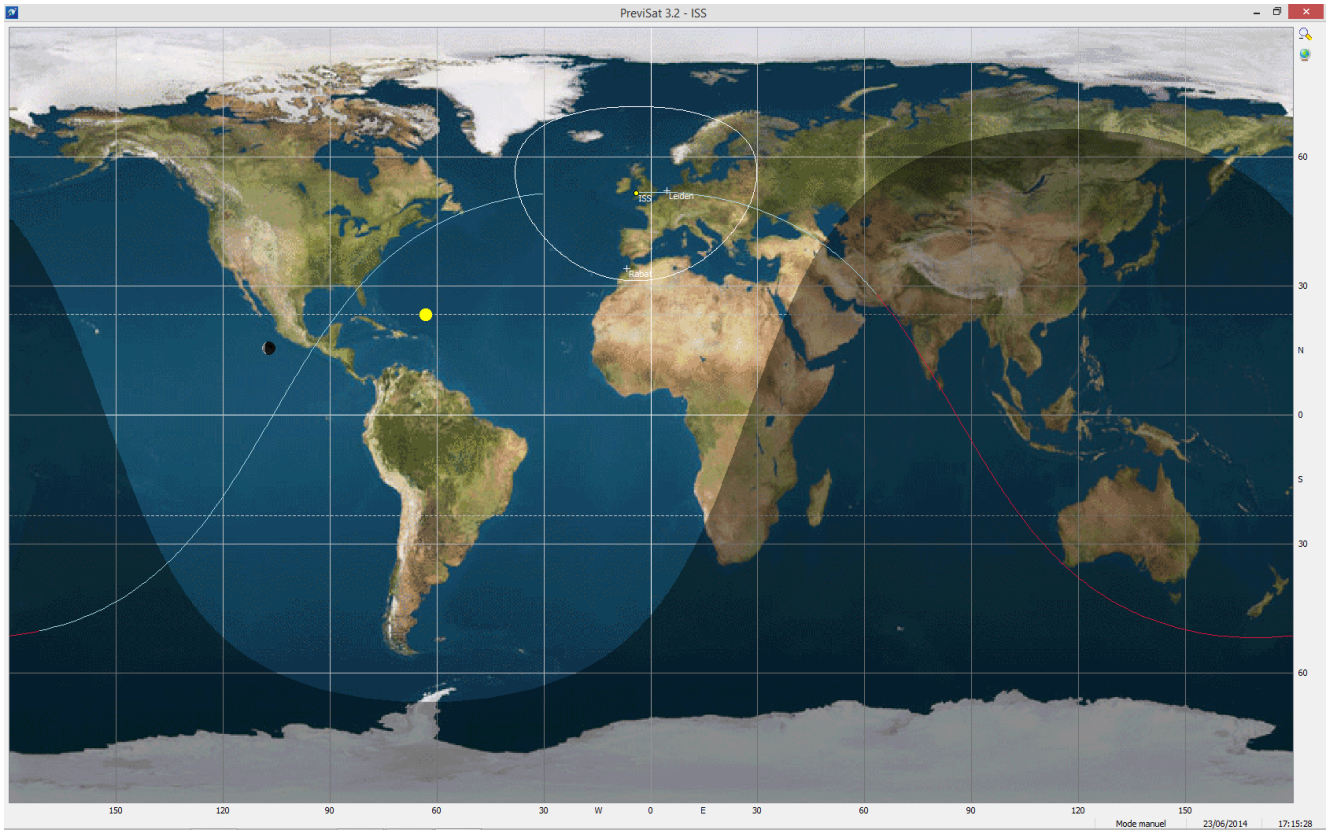 PreviSat 3.2 - ISS
60
ISS
Leiden
Rabat
30
N
0
S
30
60
150 120 90 60 30 W 0 E 30 60 90 120 150
Mode manuel 23/06/2014 17:15:28